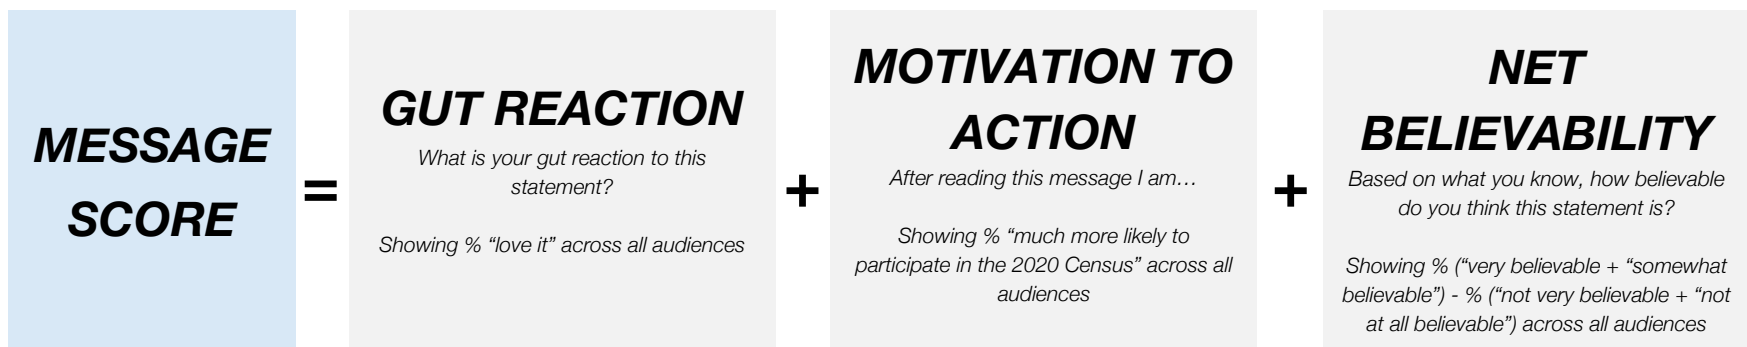 MESSAGE
SCORE
=
GUT REACTION
What is your gut reaction to this
statement?
Showing % “love it” across all audiences
+
MOTIVATION TO
ACTION
After reading this message I am…
Showing % “much more likely to
participate in the 2020 Census” across all
audiences
+
NET
BELIEVABILITY
Based on what you know, how believable
do you think this statement is?
Showing % (“very believable + “somewhat
believable”) - % (“not very believable + “not
at all believable”) across all audiences